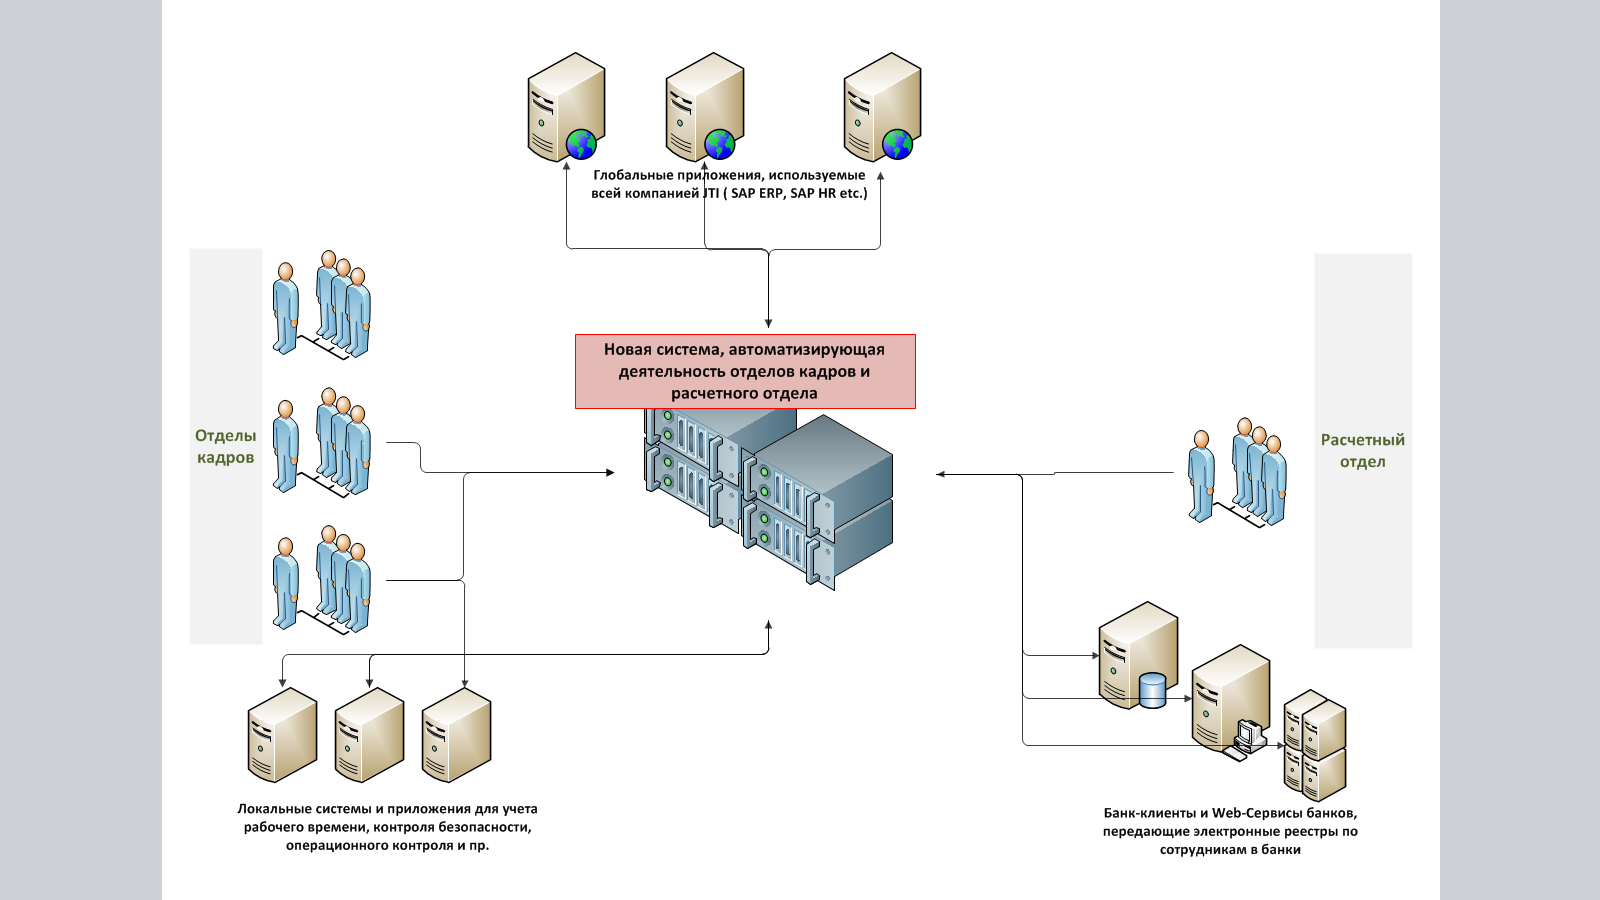 Глобальные приложения, используемые
всей компанией JTI ( SAP ERP, SAP HR etc.)
Новая система, автоматизирующая
деятельность отделов кадров и
расчетного отдела
Отделы
кадров
Расчетный
отдел
Локальные системы и приложения для учета
рабочего времени, контроля безопасности,
операционного контроля и пр.
Банк-клиенты и Web-Сервисы банков,
передающие электронные реестры по
сотрудникам в банки